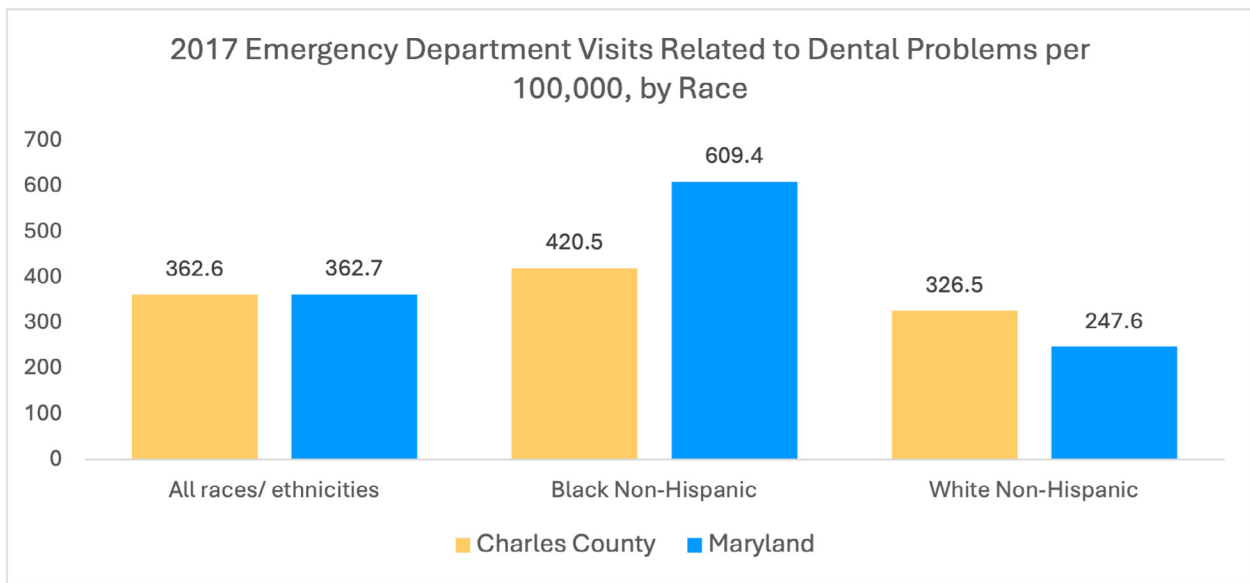 2017 Emergency Department Visits Related to Dental Problems per
100,000, by Race
700
600
500
400
300
200
100
0
362.6
362.7
420.5
609.4
326.5
247.6
All races/ ethnicities
Black Non-Hispanic
White Non-Hispanic
Charles County
Maryland